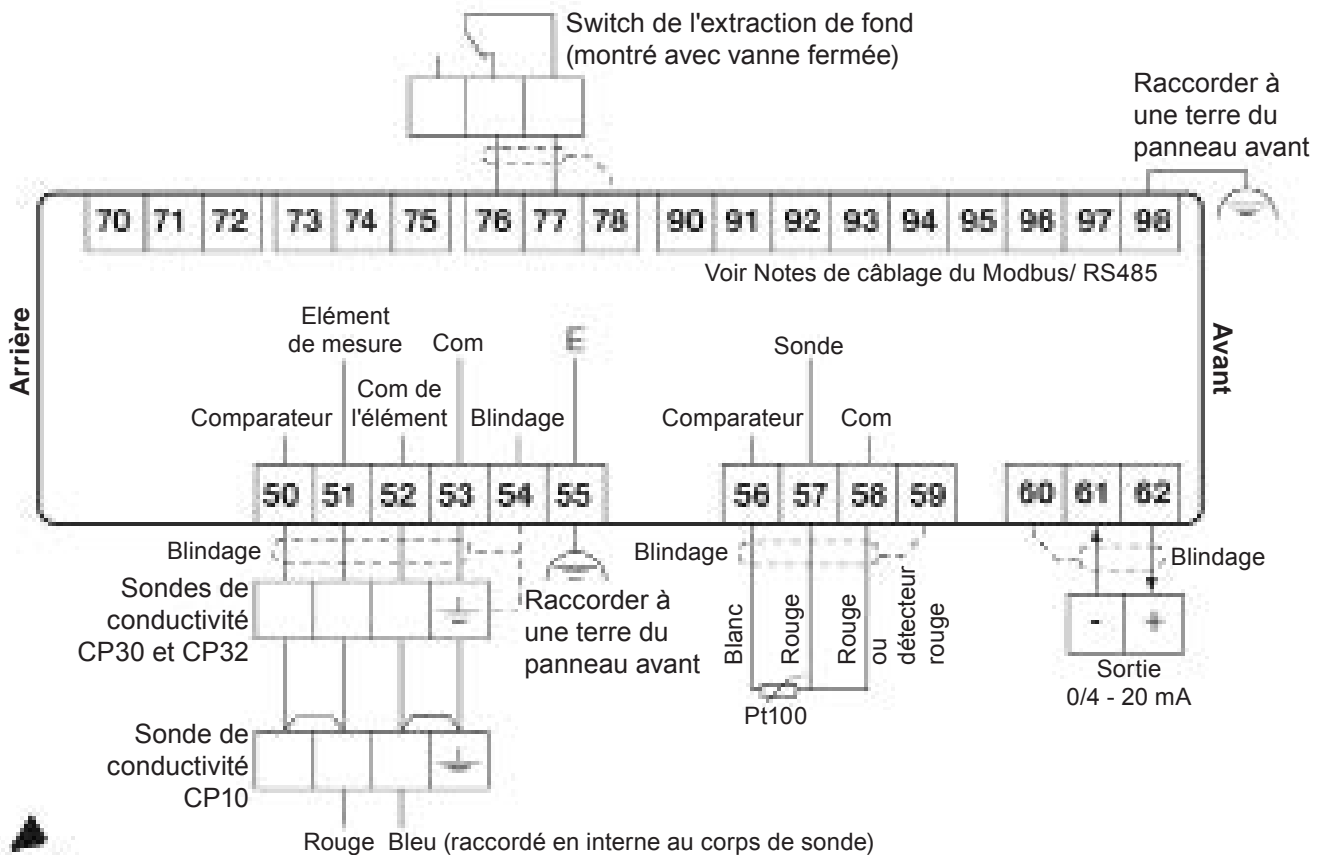 Switch de l'extraction de fond
(montré avec vanne fermée)
Raccorder à
une terre du
panneau avant
70 71 72 73 74 75 76 77 78 90 91 92 93 94 95 96 97 98
Voir Notes de câblage du Modbus/ RS485
Arrière
Avant
Elément
de mesure
Com
E
Sonde
Com de
l'élément
Comparateur
Blindage
Comparateur
Com
50 51 52 53 54 55 56 57 58 59 60 61 62
Blindage
Blindage
Blindage
Sondes de
conductivité
CP30 et CP32
Raccorder à
une terre du
panneau avant
Blanc
Rouge
Rouge
ou
détecteur
rouge
- +
Sortie
0/4 - 20 mA
Pt100
Sonde de
conductivité
CP10
Rouge Bleu (raccordé en interne au corps de sonde)